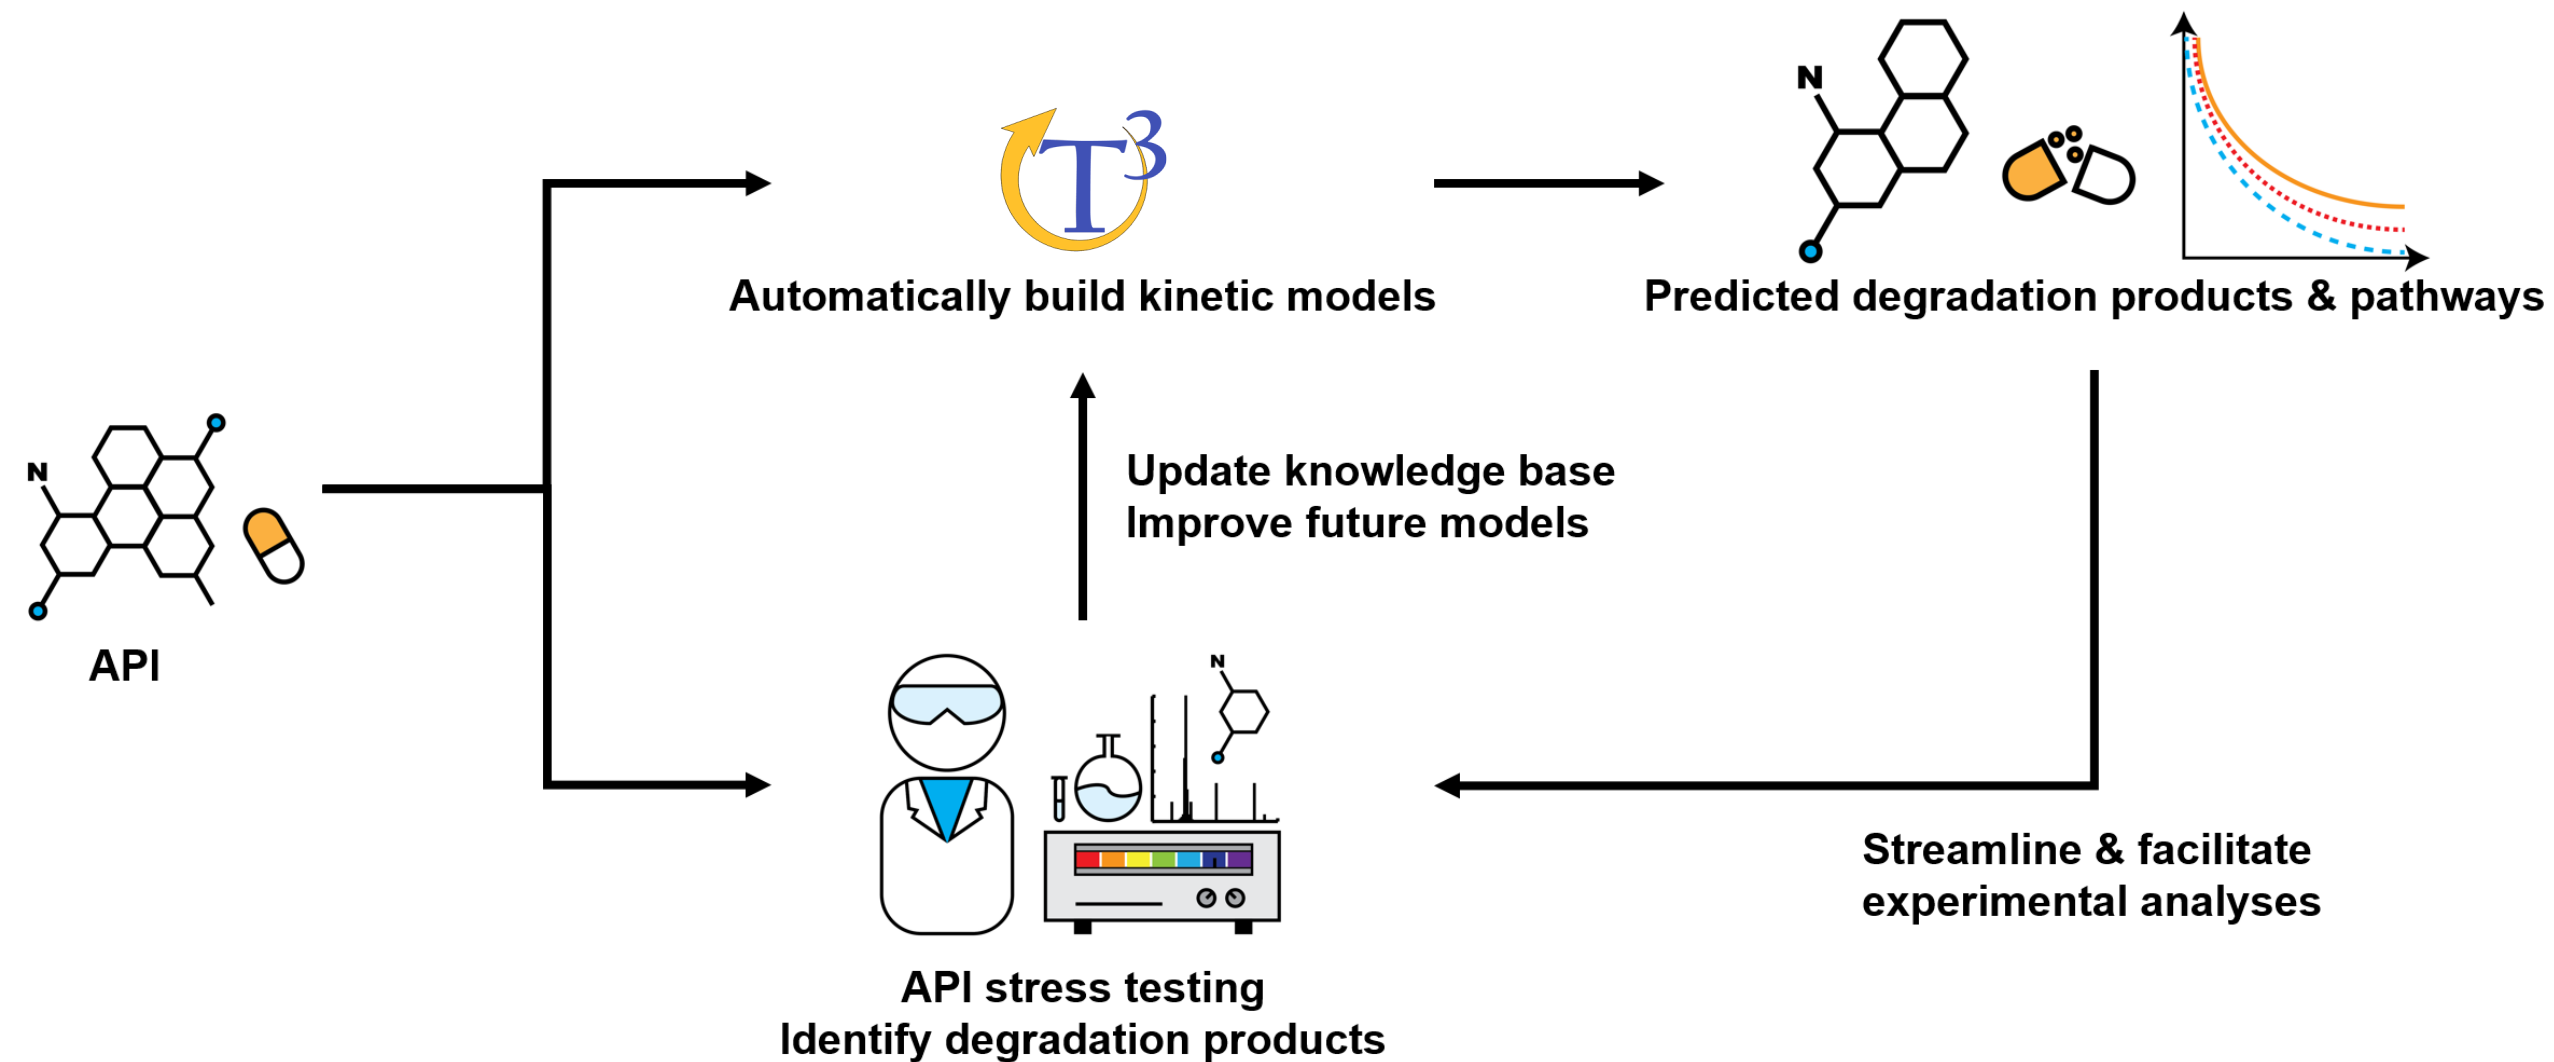 N
T3
Automatically build kinetic models
N
Predicted degradation products & pathways
N
API
Update knowledge base
Improve future models
N
API stress testing
Identify degradation products
Streamline & facilitate
experimental analyses